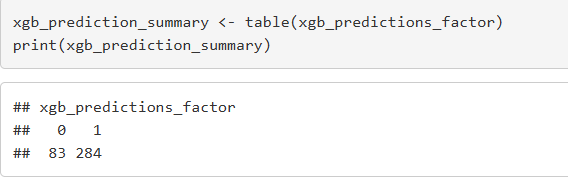 xgb_prediction_summary <- table(xgb_predictions_factor)
print(xgb_prediction_summary)
## xgb_predictions_factor
##   0   1
##  83 284